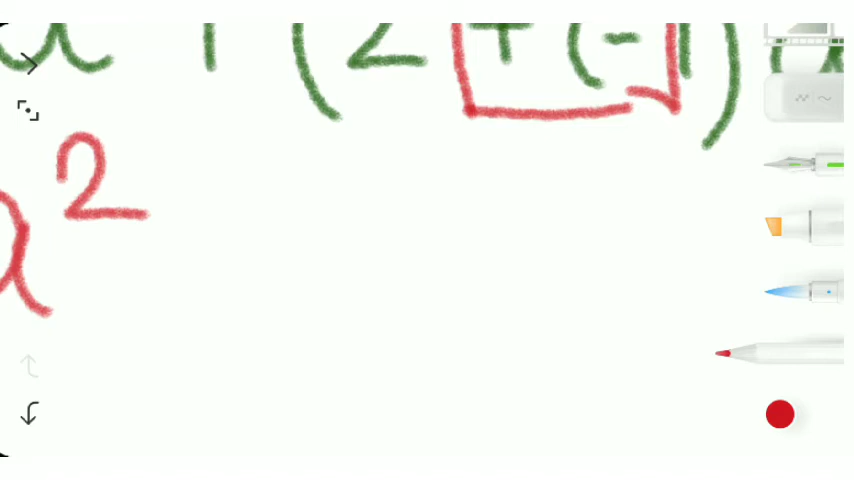 x + (2 + (-1)
x²